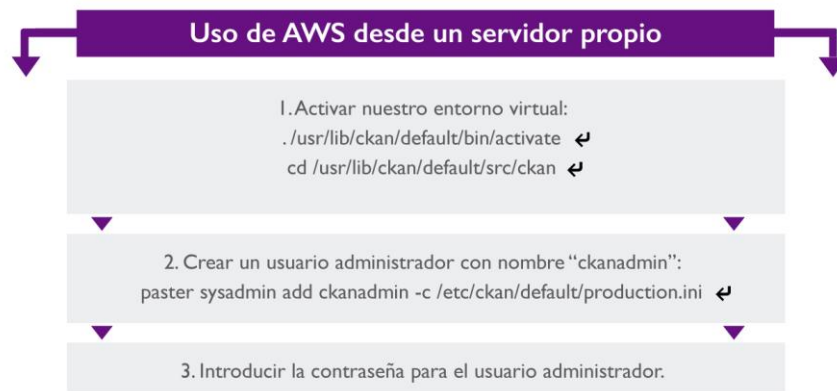 Uso de AWS desde un servidor propio
1. Activar nuestro entorno virtual:
. /usr/lib/ckan/default/bin/activate ↵
cd /usr/lib/ckan/default/src/ckan ↵
2. Crear un usuario administrador con nombre “ckanadmin”:
paster sysadmin add ckanadmin -c /etc/ckan/default/production.ini ↵
3. Introducir la contraseña para el usuario administrador.